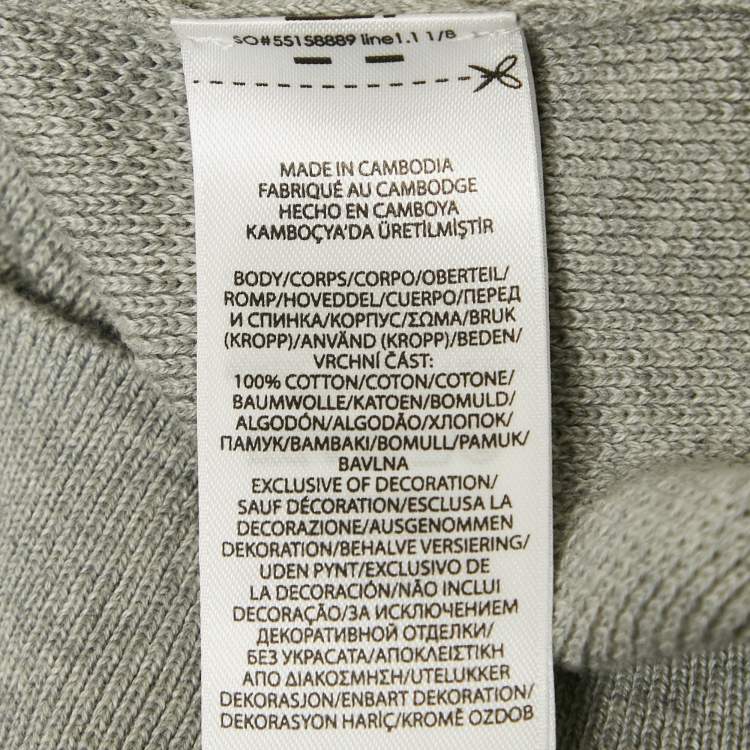 SO#55158889 line1.1 1/8
MADE IN CAMBODIA
FABRIQUÉ AU CAMBODGE
HECHO EN CAMBOYA
KAMBOÇYA'DA ÜRETİLMİŞTİR
BODY/CORPS/CORPO/OBERTEIL/
ROMP/HOVEDDEL/CUERPO/ПЕРЕД
И СПИНКА/КОРПУС/ΣΩΜΑ/BRUK
(KROPP)/ANVÄND (KROPP)/BEDEN/
VRCHNÍ ČÁST:
100% COTTON/COTON/COTONE/
BAUMWOLLE/KATOEN/BOMULD/
ALGODÓN/ALGODÃO/ХЛОПОК/
ПАМУК/ΒΑΜΒΑΚΙ/BOMULL/PAMUK/
BAVLNA
EXCLUSIVE OF DECORATION/
SAUF DÉCORATION/ESCLUSA LA
DECORAZIONE/AUSGENOMMEN
DEKORATION/BEHALVE VERSIERING/
UDEN PYNT/EXCLUSIVO DE
LA DECORACIÓN/NÃO INCLUI
DECORAÇÃO/ЗА ИСКЛЮЧЕНИЕМ
ДЕКОРАТИВНОЙ ОТДЕЛКИ/
БЕЗ УКРАСАТА/ΑΠΟΚΛΕΙΣΤΙΚΗ
ΑΠΟ ΔΙΑΚΟΣΜΗΣΗ/UTELUKKER
DEKORASJON/ENBART DEKORATION/
DEKORASYON HARİÇ/KROMĚ OZDOB